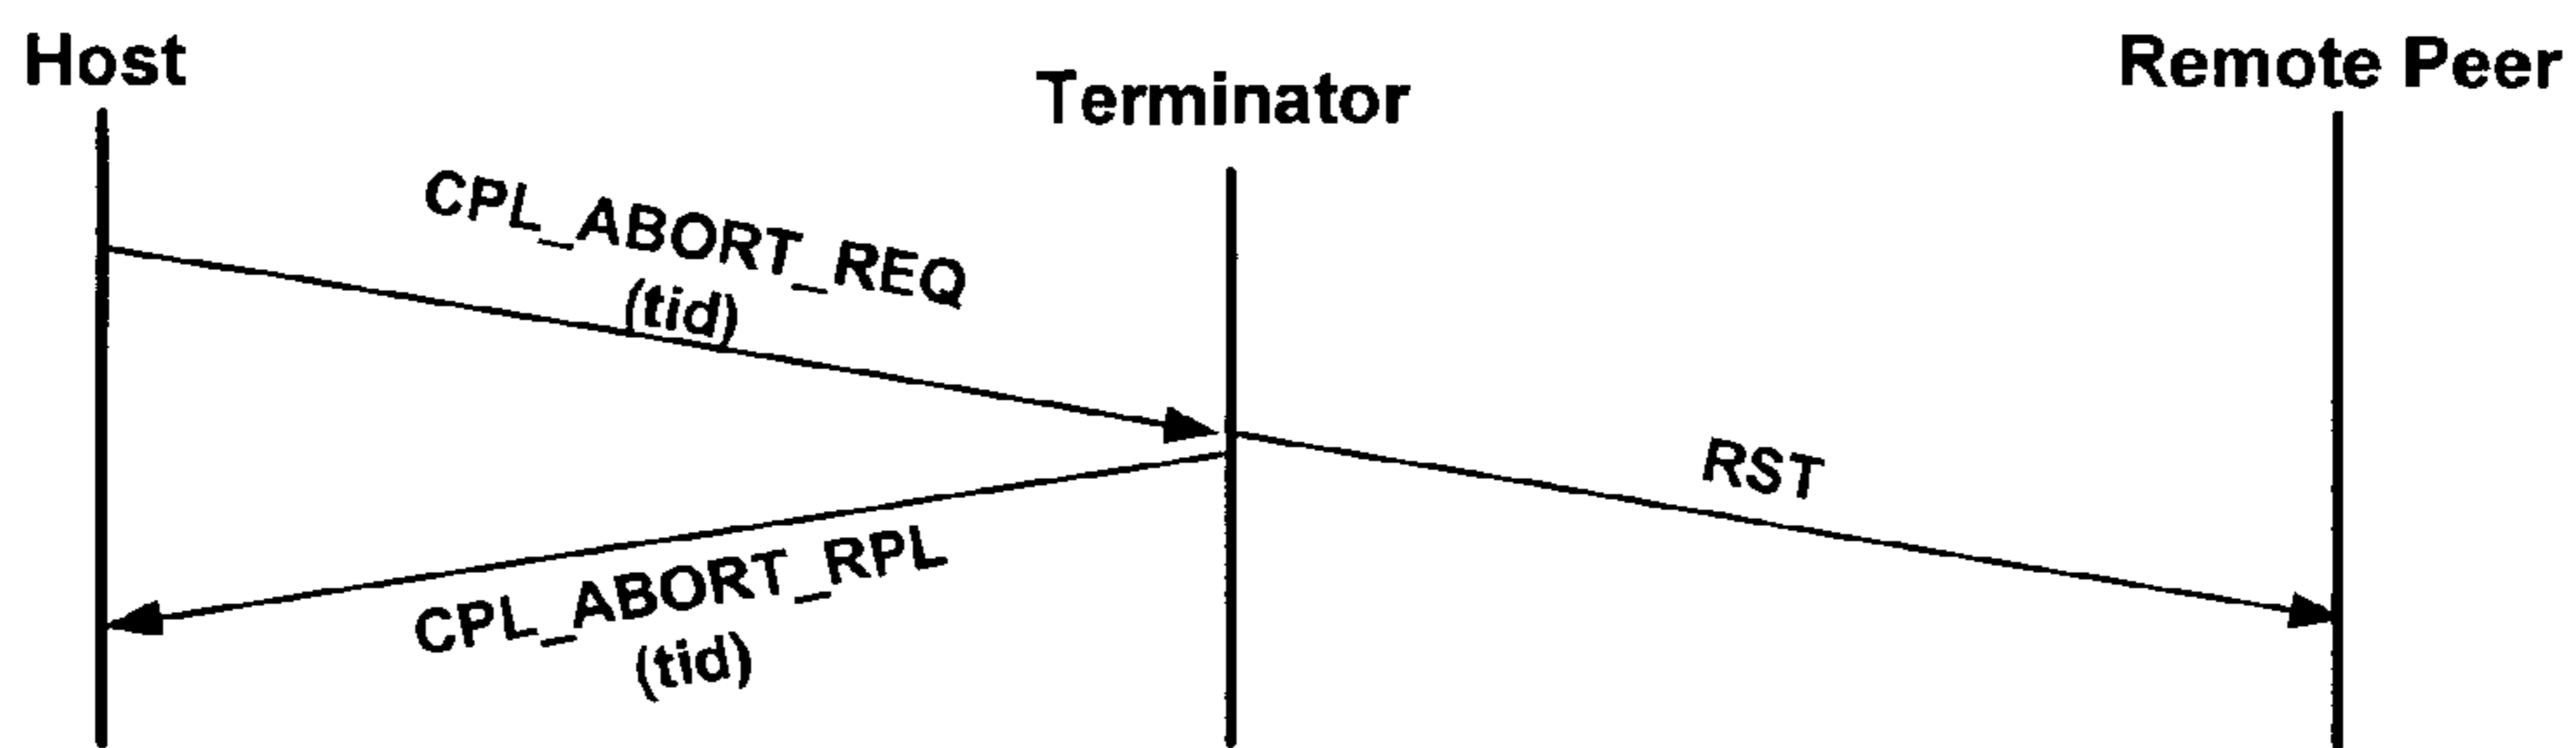 Host
Terminator
Remote Peer
CPL_ABORT_REQ
(tid)
RST
CPL_ABORT_RPL
(tid)